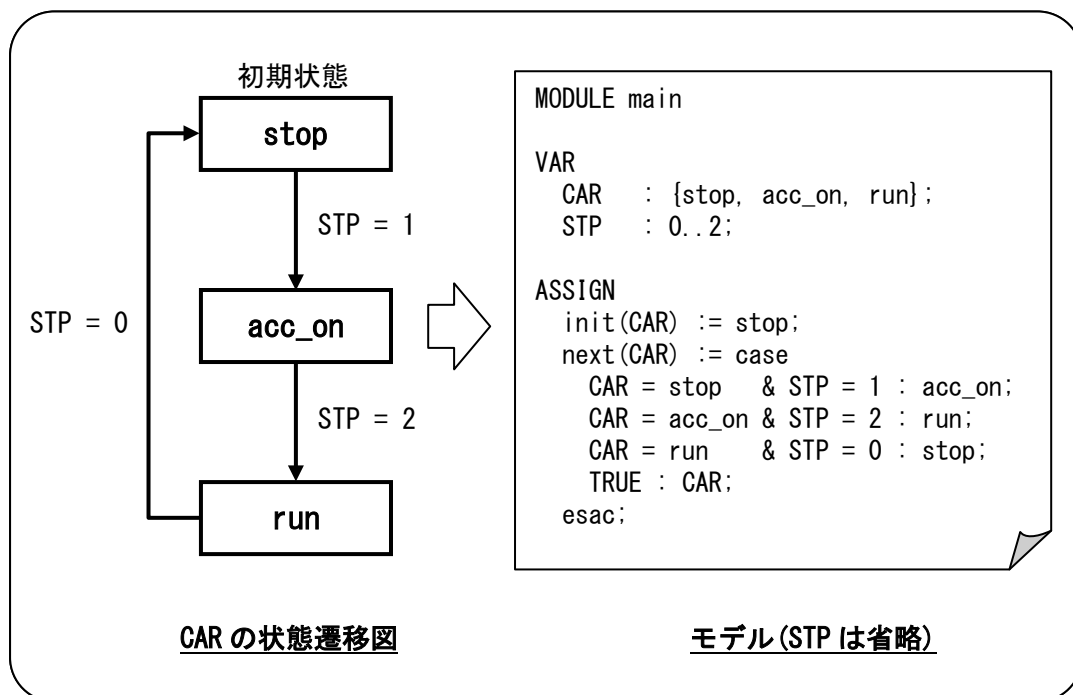 初期状態
stop
STP = 1
STP = 0
acc_on
STP = 2
run
CAR の状態遷移図
MODULE main
VAR
CAR : {stop, acc_on, run};
STP : 0..2;
ASSIGN
init(CAR) := stop;
next(CAR) := case
CAR = stop & STP = 1 : acc_on;
CAR = acc_on & STP = 2 : run;
CAR = run & STP = 0 : stop;
TRUE : CAR;
esac;
モデル(STP は省略)